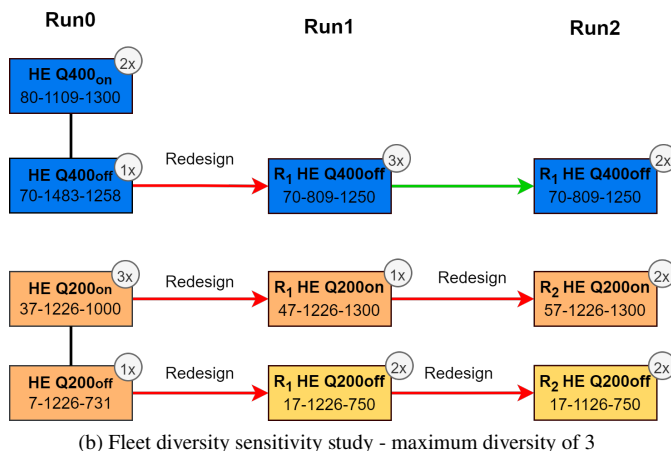 Run0
Run1
Run2
2x
HE Q400on
80-1109-1300
1x
HE Q400off
70-1483-1258
Redesign
3x
R1 HE Q400off
70-809-1250
2x
R1 HE Q400off
70-809-1250
3x
HE Q200on
37-1226-1000
Redesign
1x
R1 HE Q200on
47-1226-1300
Redesign
2x
R2 HE Q200on
57-1226-1300
1x
HE Q200off
7-1226-731
Redesign
2x
R1 HE Q200off
17-1226-750
Redesign
2x
R2 HE Q200off
17-1126-750
(b) Fleet diversity sensitivity study - maximum diversity of 3